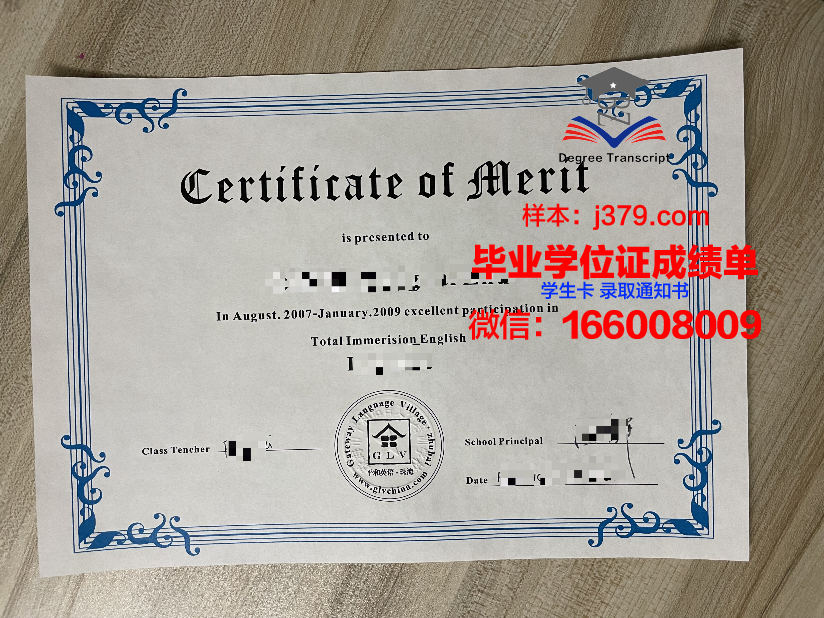 Degree Transcript
Certificate of Merit
样本：j379.com
is presented to
毕业学位证成绩单
学生卡 录取通知书
In August. 2007-January.2009 excellent participation in
微信：166008009
Total Immerision English
Gateway Language Village, zhuhai
GLV
www.glvchina.com
Class Tencher
School Principal
Date